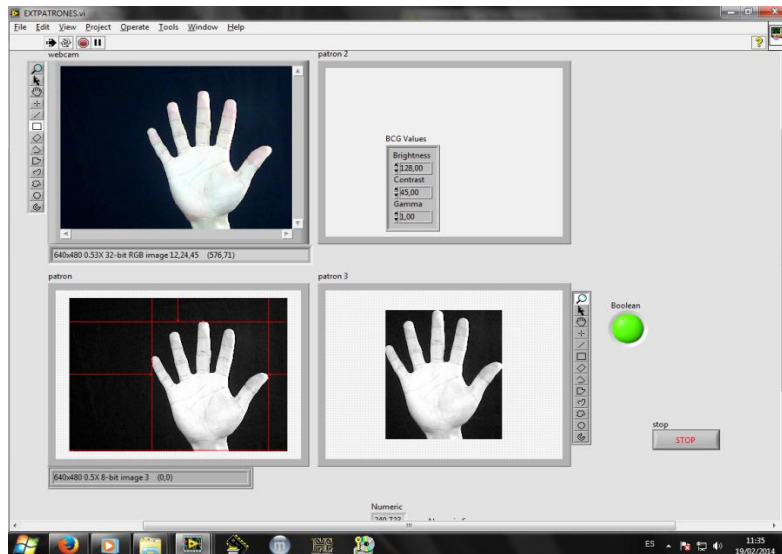 EXTPATRONES.vi
File Edit View Project Operate Tools Window Help
webcam
patron 2
BCG Values
Brightness
128,00
Contrast
45,00
Gamma
1,00
640x480 0.53X 32-bit RGB image 12,24,45 (576,71)
patron
patron 3
Boolean
stop
STOP
640x480 0.5X 8-bit image 3 (0,0)
Numeric
ES
11:35
19/02/2014